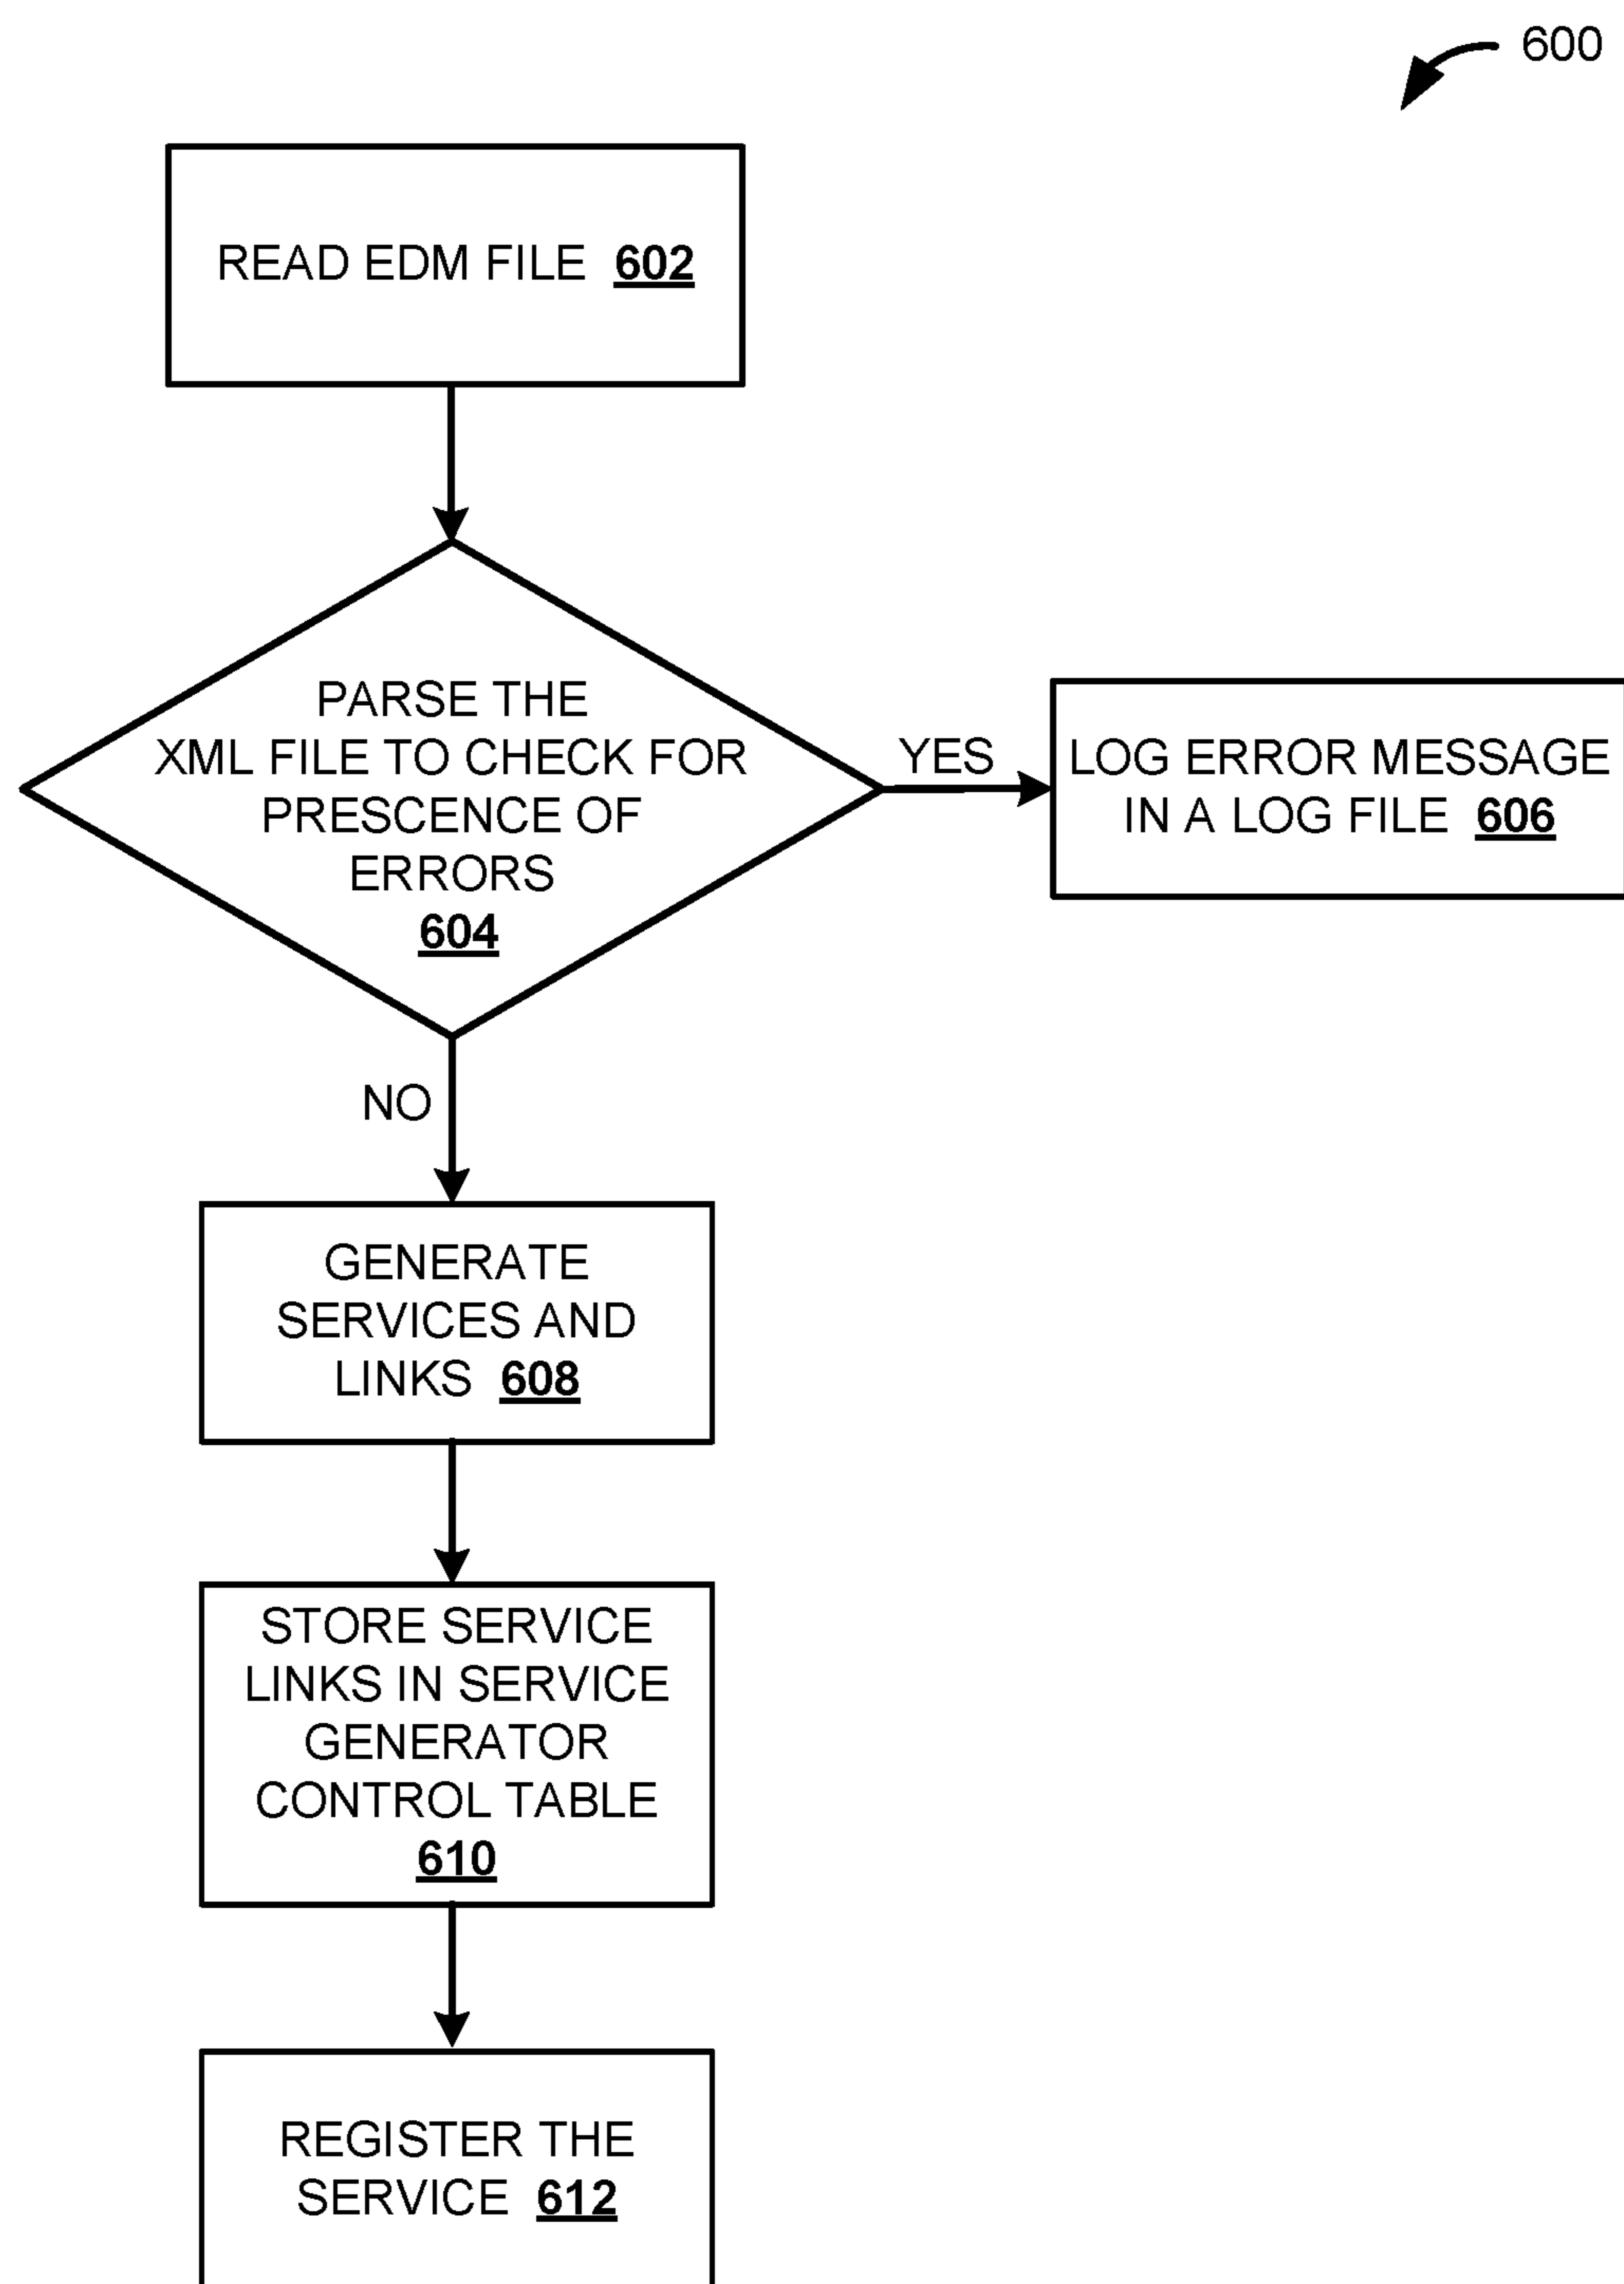 600
READ EDM FILE 602
PARSE THE
XML FILE TO CHECK FOR
PRESCENCE OF
ERRORS
604
YES
LOG ERROR MESSAGE
IN A LOG FILE 606
NO
GENERATE
SERVICES AND
LINKS 608
STORE SERVICE
LINKS IN SERVICE
GENERATOR
CONTROL TABLE
610
REGISTER THE
SERVICE 612